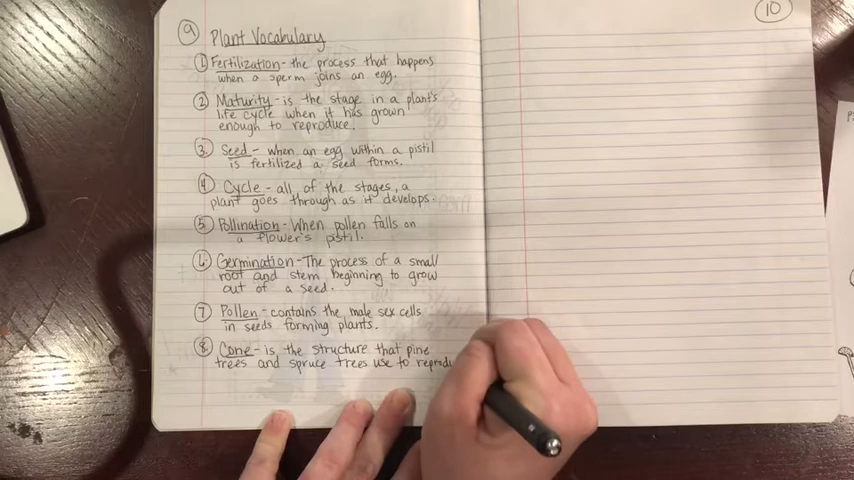 9 Plant Vocabulary
10
1 Fertilization - the process that happens
when a sperm joins an egg.
2 Maturity - is the stage in a plant's
life cycle when it has grown
enough to reproduce.
3. Seed - when an egg within a pistil
is fertilized a seed forms.
4 Cycle - all of the stages, a
plant goes through as it develops.
5 Pollination - When pollen falls on
a flower's pistil.
6. Germination - The process of a small
root and stem beginning to grow
out of a seed.
7 Pollen - contains the male sex cells
in seeds forming plants.
8. Cone - is the structure that pine
trees and spruce trees use to